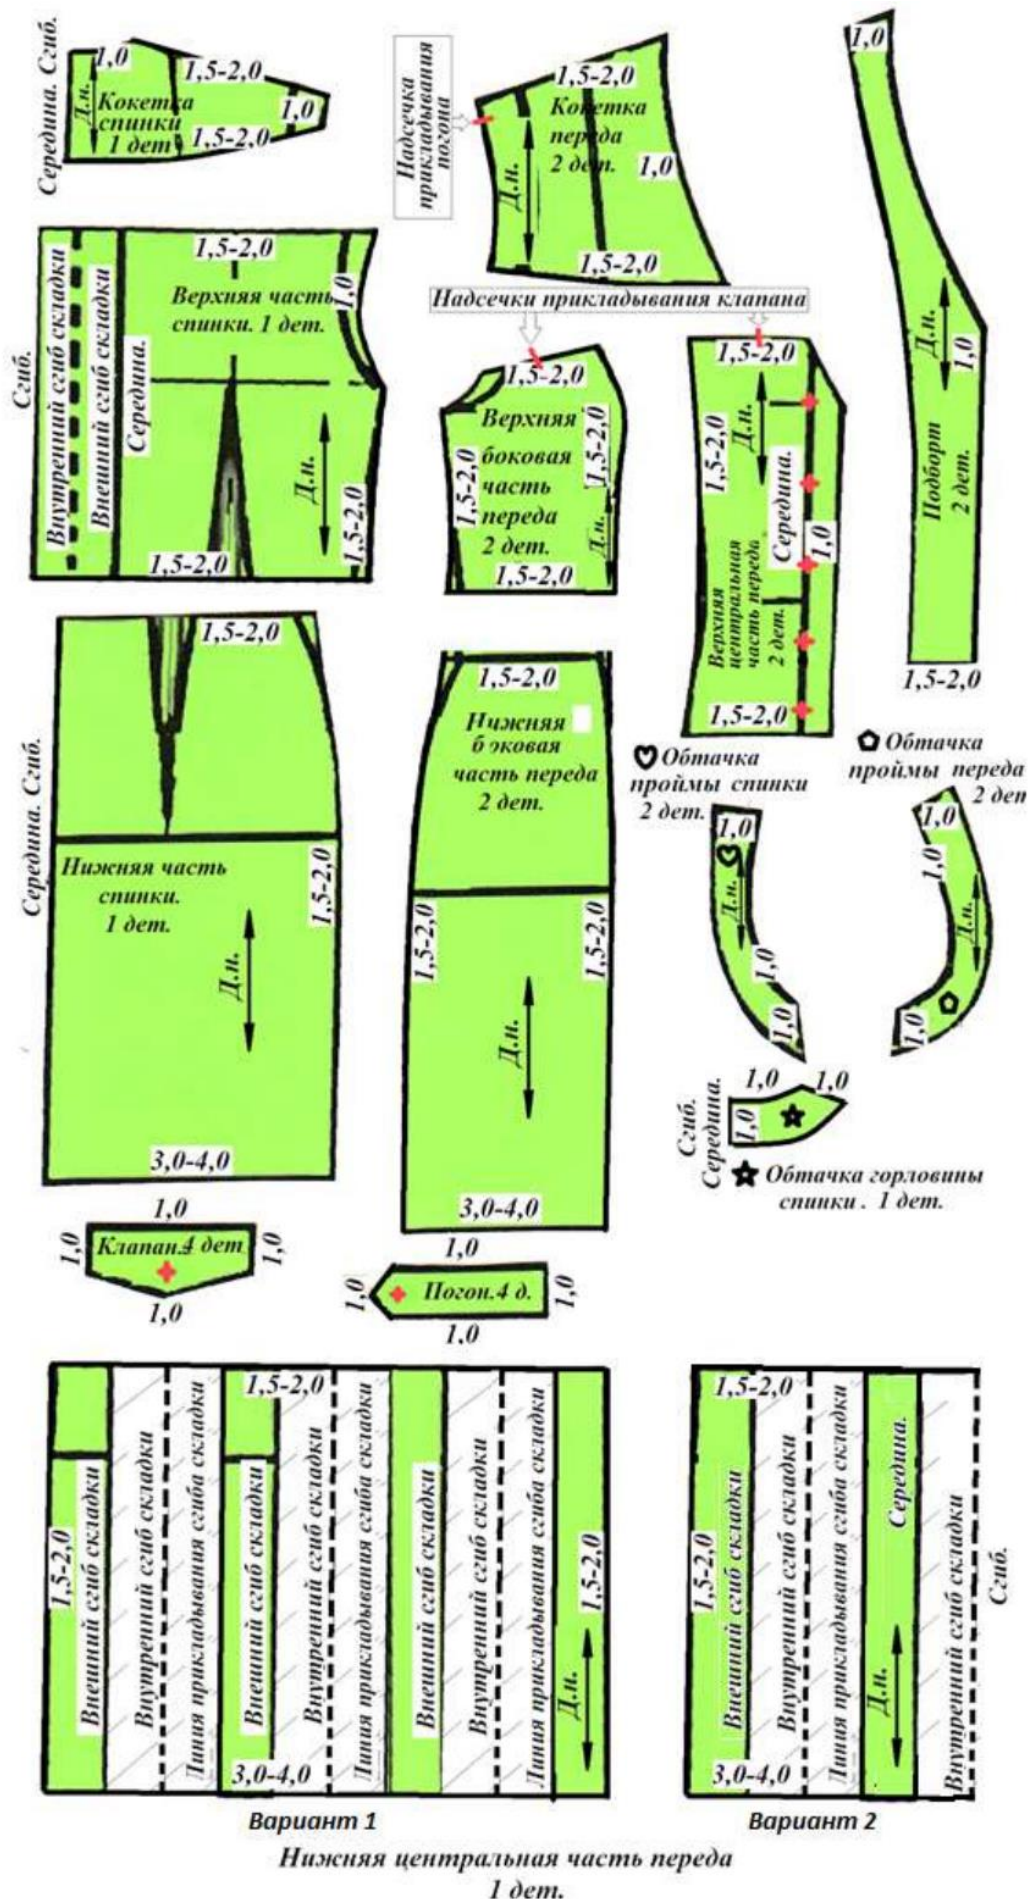 Середина. Сгиб.
1,0
1,5-2,0
Д.н.
Кокетка
спинки
1 дет
1,0
1,5-2,0
Надсечка
прикладывания
погона
1,5-2,0
Кокетка
переда
2 дет.
Д.н.
1,0
1,5-2,0
1,0
Д.н.
1,0
Подборт
2 дет.
1,5-2,0
Сгиб.
Внутренний сгиб складки
Внешний сгиб складки
Середина.
1,5-2,0
1,0
Верхняя часть
спинки. 1 дет.
Д.н.
1,5-2,0
1,5-2,0
Надсечки прикладывания клапана
1,5-2,0
Верхняя
боковая
часть
переда
2 дет.
1,5-2,0
1,5-2,0
Д.н.
1,5-2,0
1,5-2,0
Д.н.
1,5-2,0
Середина.
1,0
Верхняя
центральная
часть переда
2 дет.
1,5-2,0
Середина. Сгиб.
1,5-2,0
Нижняя часть
спинки.
1 дет.
1,5-2,0
Д.н.
3,0-4,0
1,5-2,0
Нижняя
боковая
часть переда
2 дет.
1,5-2,0
1,5-2,0
Д.н.
3,0-4,0
Обтачка
проймы спинки
2 дет.
1,0
Д.н.
1,0
1,0
Обтачка
проймы переда
2 дет
1,0
1,0
Д.н.
1,0
Сгиб.
Середина.
1,0
1,0
1,0
Обтачка горловины
спинки . 1 дет.
1,0
1,0
Клапан.4 дет
1,0
1,0
1,0
1,0
Погон.4 д.
1,0
1,0
1,5-2,0
1,5-2,0
Внешний сгиб складки
Внутренний сгиб складки
Линия прикладывания сгиба складки
Внешний сгиб складки
Внутренний сгиб складки
Линия прикладывания сгиба складки
Внешний сгиб складки
Внутренний сгиб складки
Линия прикладывания сгиба складки
1,5-2,0
Д.н.
3,0-4,0
Вариант 1
1,5-2,0
1,5-2,0
Внешний сгиб складки
Внутренний сгиб складки
Линия прикладывания сгиба складки
Середина.
Д.н.
Внутренний сгиб складки
Сгиб.
3,0-4,0
Вариант 2
Нижняя центральная часть переда
1 дет.